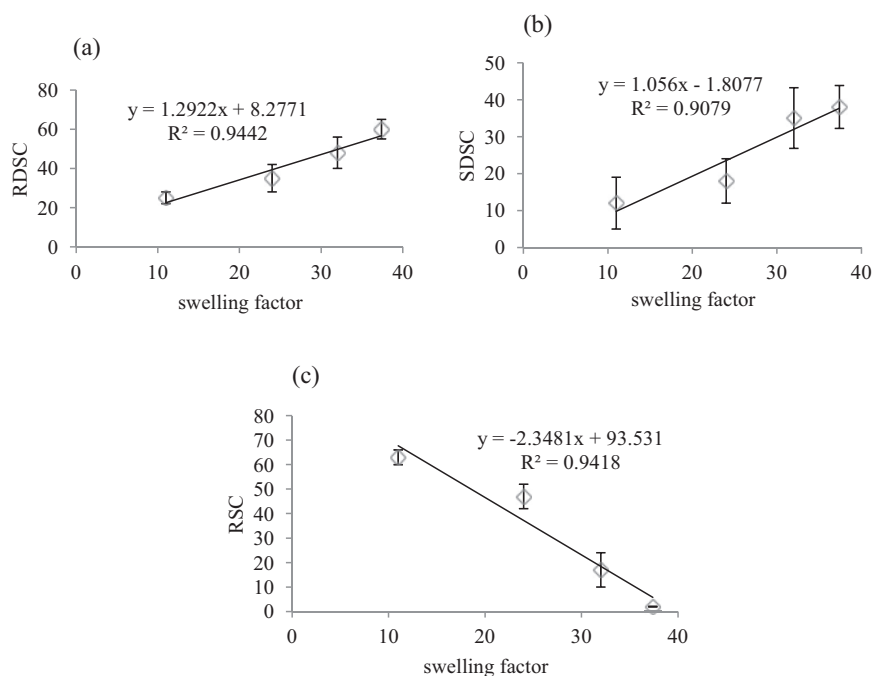 (a)
y = 1.2922x + 8.2771
R² = 0.9442
RDSC
80
60
40
20
0
0
10
20
30
40
swelling factor
(b)
y = 1.056x - 1.8077
R² = 0.9079
SDSC
50
40
30
20
10
0
0
10
20
30
40
swelling factor
(c)
y = -2.3481x + 93.531
R² = 0.9418
RSC
80
70
60
50
40
30
20
10
0
0
10
20
30
40
swelling factor